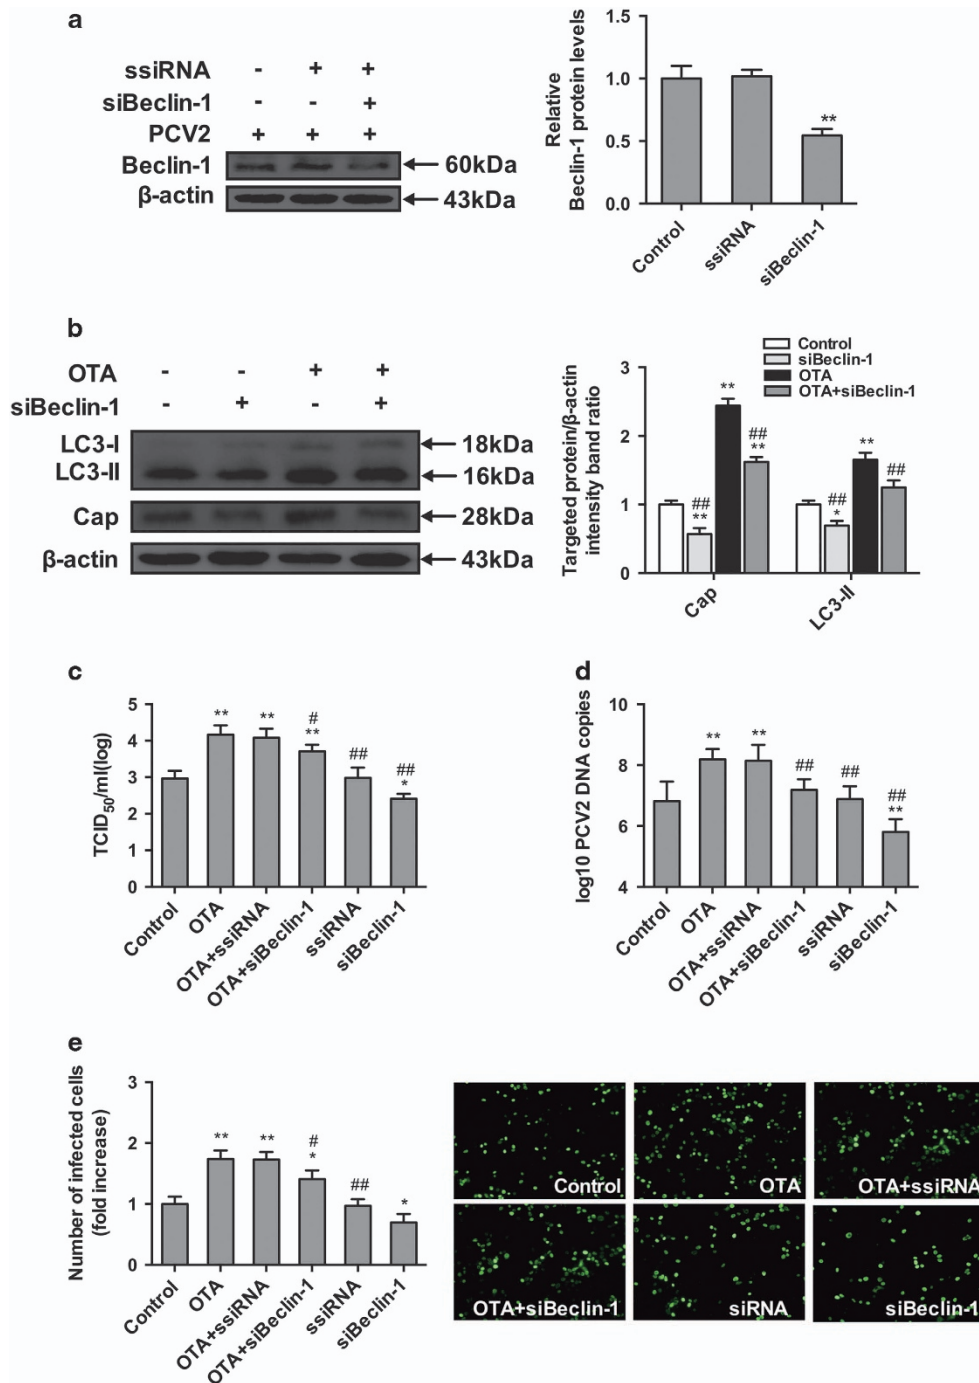 a
ssiRNA - + +
siBeclin-1 - - +
PCV2 + + +
Beclin-1 60kDa
β-actin 43kDa
Relative
Beclin-1 protein levels
1.5
1.0
0.5
0.0
**
Control ssiRNA siBeclin-1
b
OTA - - + +
siBeclin-1 - + - +
LC3-I 18kDa
LC3-II 16kDa
Cap 28kDa
β-actin 43kDa
Targeted protein/β-actin
intensity band ratio
3
2
1
0
Control
siBeclin-1
OTA
OTA+siBeclin-1
## ** ** ## ** ## * ** ##
Cap LC3-II
c
TCID50/ml(log)
5
4
3
2
1
0
** ** # ** ## ## *
Control OTA OTA+ssiRNA OTA+siBeclin-1 ssiRNA siBeclin-1
d
log10 PCV2 DNA copies
10
8
6
4
** ** ## ## ## **
Control OTA OTA+ssiRNA OTA+siBeclin-1 ssiRNA siBeclin-1
e
Number of infected cells
(fold increase)
3
2
1
0
** ** # * ## *
Control OTA OTA+ssiRNA OTA+siBeclin-1 ssiRNA siBeclin-1
Control OTA OTA+ssiRNA
OTA+siBeclin-1 siRNA siBeclin-1